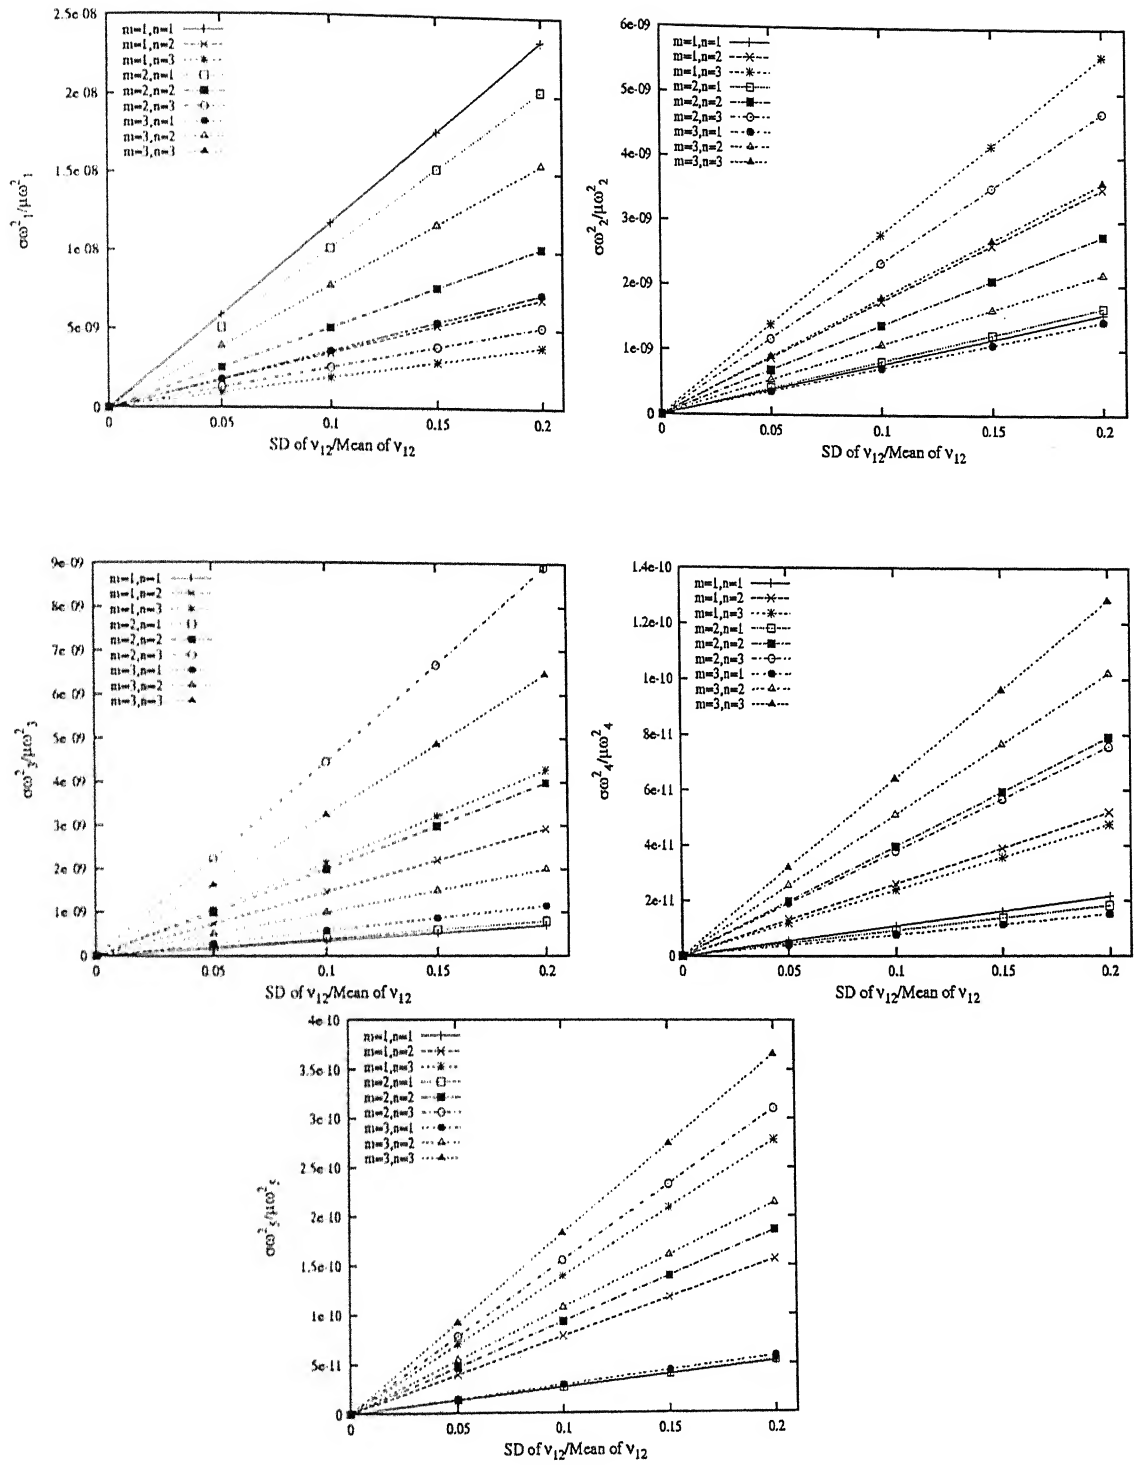 2.5e 08
2e 08
1.5e 08
1e 08
5e 09
0
m=1,n=1
m=1,n=2
m=1,n=3
m=2,n=1
m=2,n=2
m=2,n=3
m=3,n=1
m=3,n=2
m=3,n=3
σω²₁/μω²₁
0 0.05 0.1 0.15 0.2
SD of ν₁₂/Mean of ν₁₂
6e-09
5e-09
4e-09
3e-09
2e-09
1e-09
0
m=1,n=1
m=1,n=2
m=1,n=3
m=2,n=1
m=2,n=2
m=2,n=3
m=3,n=1
m=3,n=2
m=3,n=3
σω²₂/μω²₂
0 0.05 0.1 0.15 0.2
SD of ν₁₂/Mean of ν₁₂
9e-09
8e-09
7e 09
6e 09
5e 09
4e 09
3e 09
2e 09
1e 09
0
m=1,n=1
m=1,n=2
m=1,n=3
m=2,n=1
m=2,n=2
m=2,n=3
m=3,n=1
m=3,n=2
m=3,n=3
σω²₃/μω²₃
0 0.05 0.1 0.15 0.2
SD of ν₁₂/Mean of ν₁₂
1.4e-10
1.2e-10
1e-10
8e-11
6e-11
4e-11
2e-11
0
m=1,n=1
m=1,n=2
m=1,n=3
m=2,n=1
m=2,n=2
m=2,n=3
m=3,n=1
m=3,n=2
m=3,n=3
σω²₄/μω²₄
0 0.05 0.1 0.15 0.2
SD of ν₁₂/Mean of ν₁₂
4e-10
3.5e-10
3e 10
2.5e 10
2e 10
1.5e 10
1e 10
5e-11
0
m=1,n=1
m=1,n=2
m=1,n=3
m=2,n=1
m=2,n=2
m=2,n=3
m=3,n=1
m=3,n=2
m=3,n=3
σω²₅/μω²₅
0 0.05 0.1 0.15 0.2
SD of ν₁₂/Mean of ν₁₂